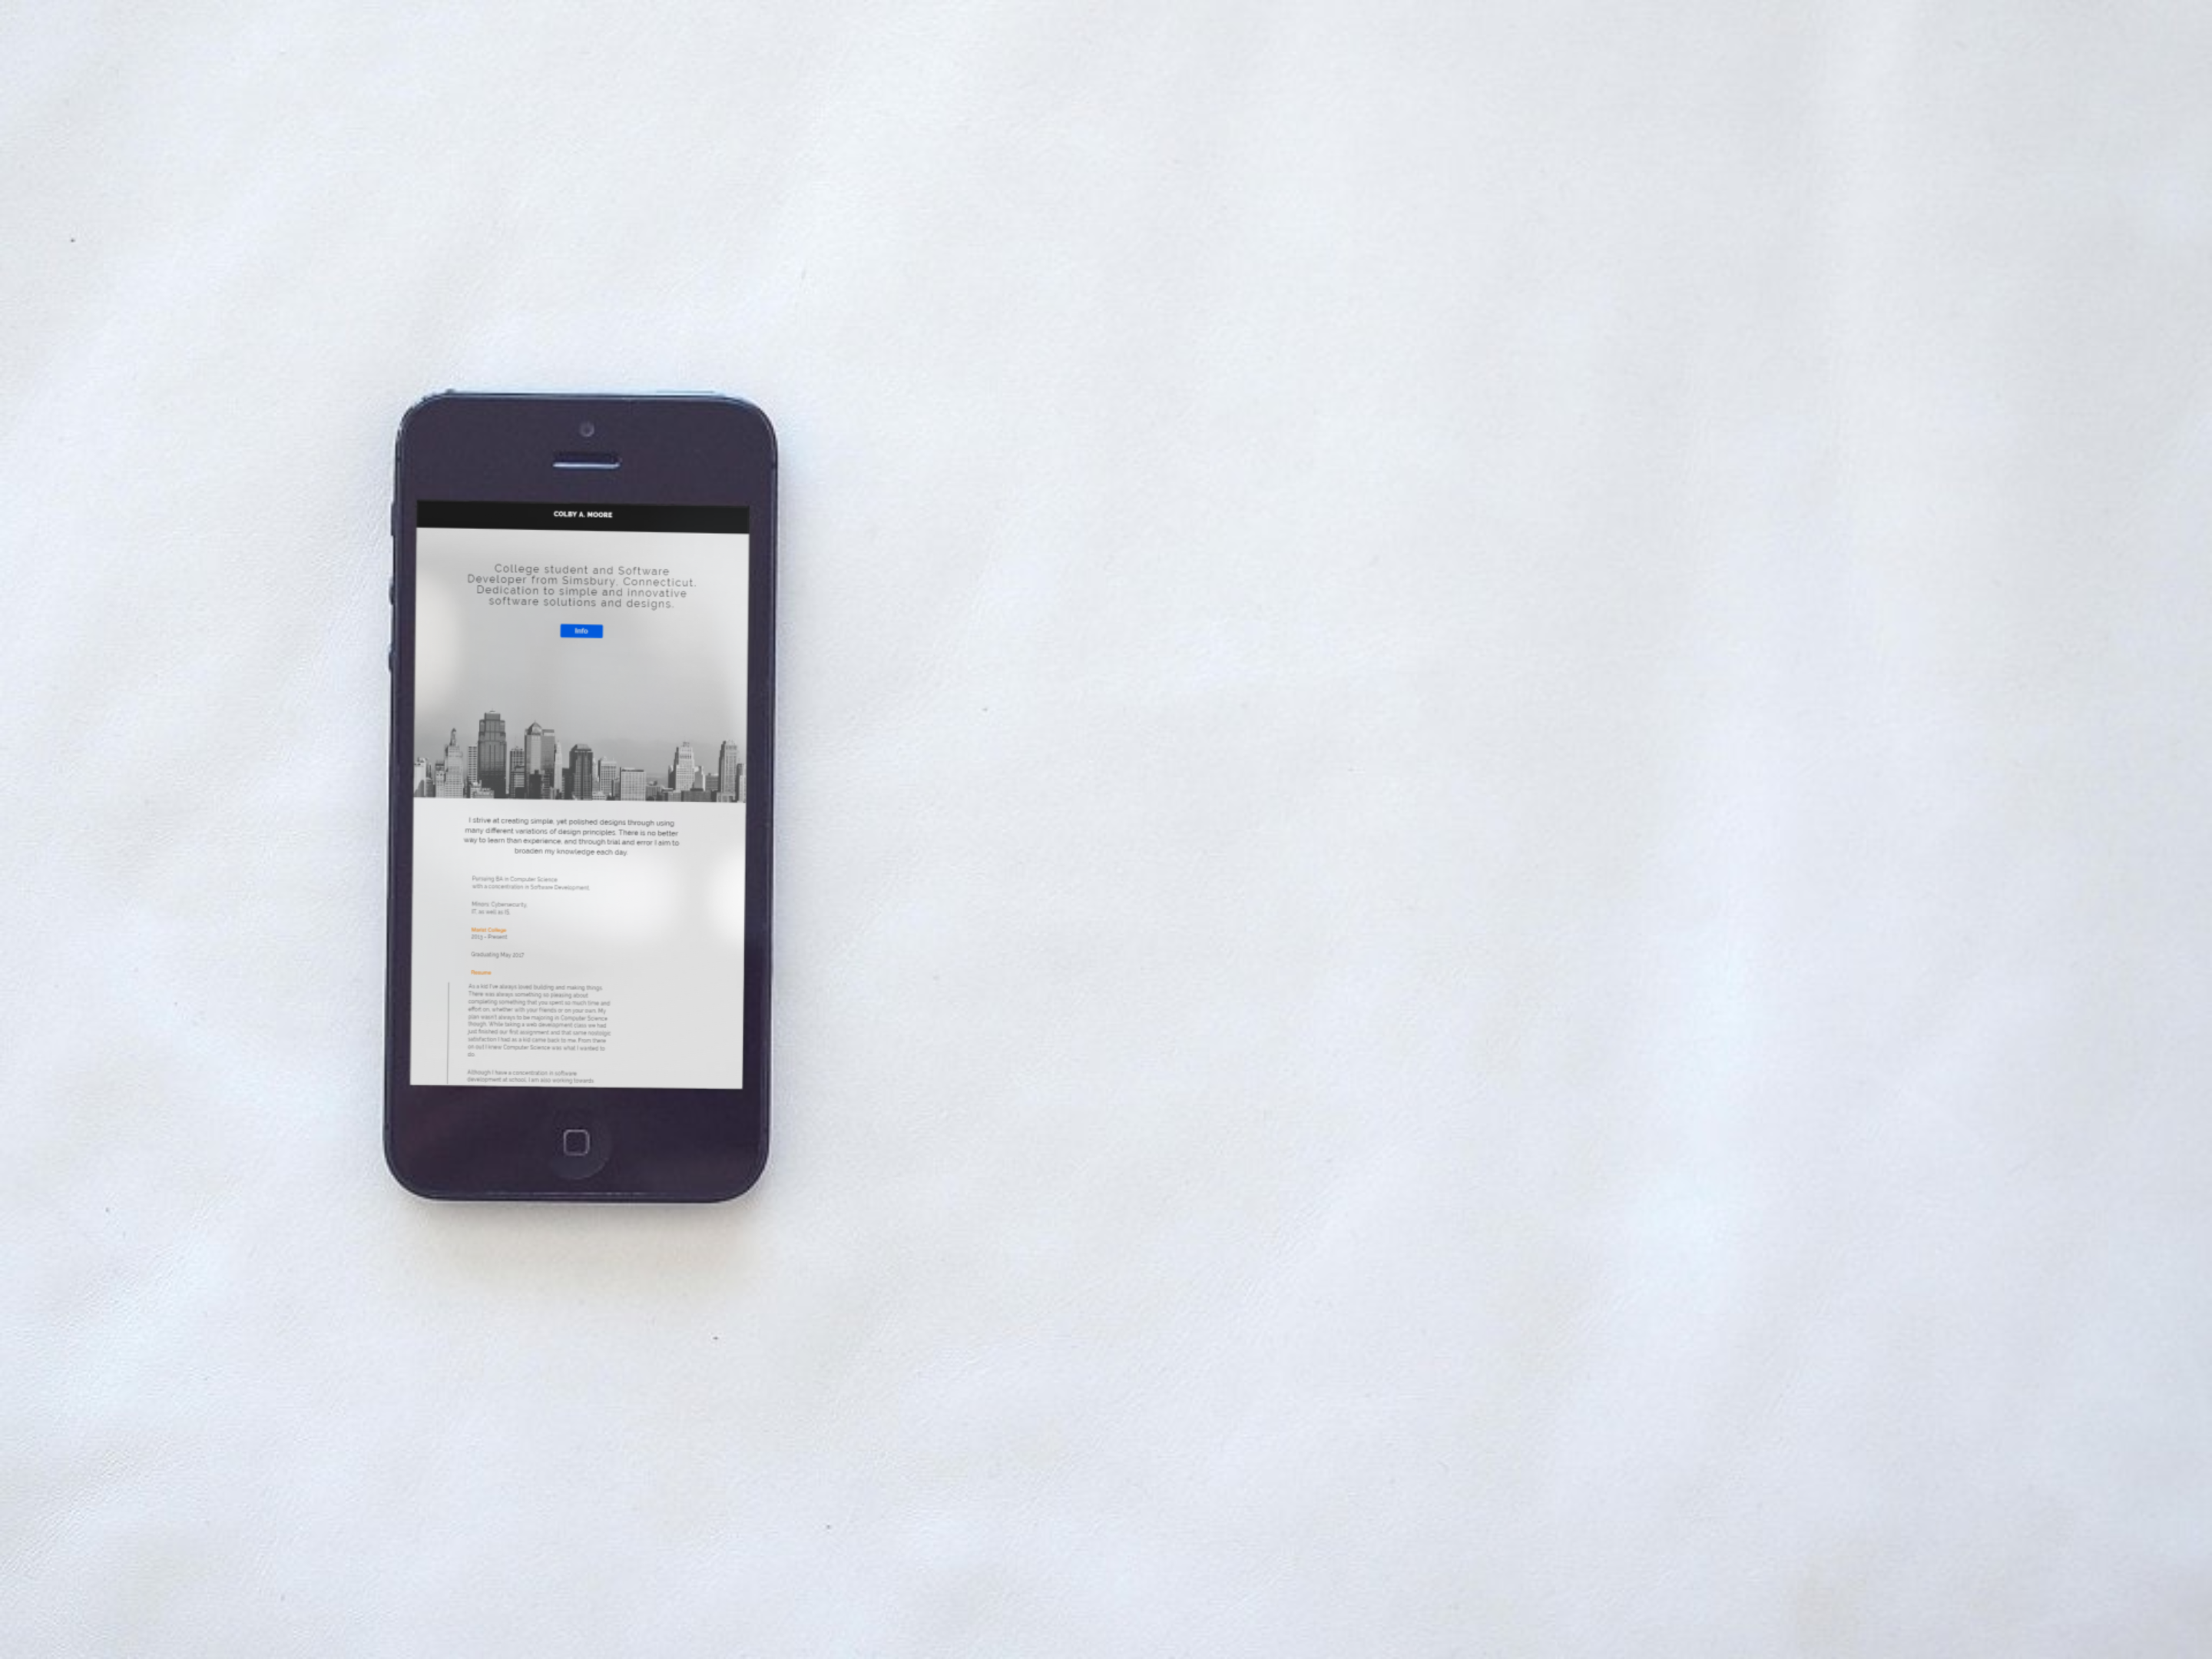 COLBY A. MOORE
College student and Software
Developer from Simsbury, Connecticut.
Dedication to simple and innovative
software solutions and designs.
Info
I strive at creating simple, yet polished designs through using
many different variations of design principles. There is no better
way to learn than experience, and through trial and error I aim to
broaden my knowledge each day.
Pursuing BA in Computer Science
with a concentration in Software Development.
Minors: Cybersecurity,
IT, as well as IS.
College
2013 - Present
Graduating May 2017
Resume
As a kid I've always loved building and making things.
There was always something so pleasing about
completing something that you spent so much time and
effort on, whether with your friends or on your own. My
plan wasn't always to be majoring in Computer Science
though. While taking a web development class we had
just finished our first assignment and that same nostalgic
satisfaction I had as a kid came back to me. From there
on out I knew Computer Science was what I wanted to
do.
Although I have a concentration in software
development at school, I am also working towards